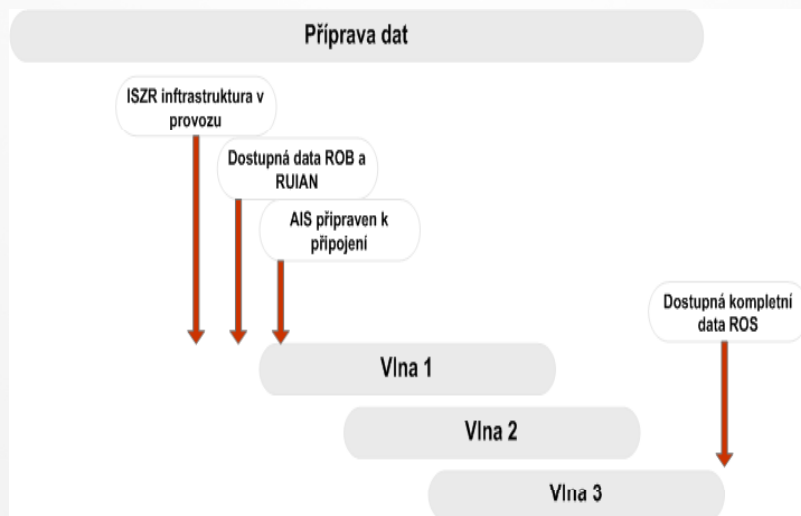 Příprava dat
ISZR inftrastruktura v
provozu
Dostupná data ROB a
RUIAN
AIS připraven k
připojení
Dostupná kompletní
data ROS
Vlna 1
Vlna 2
Vlna 3